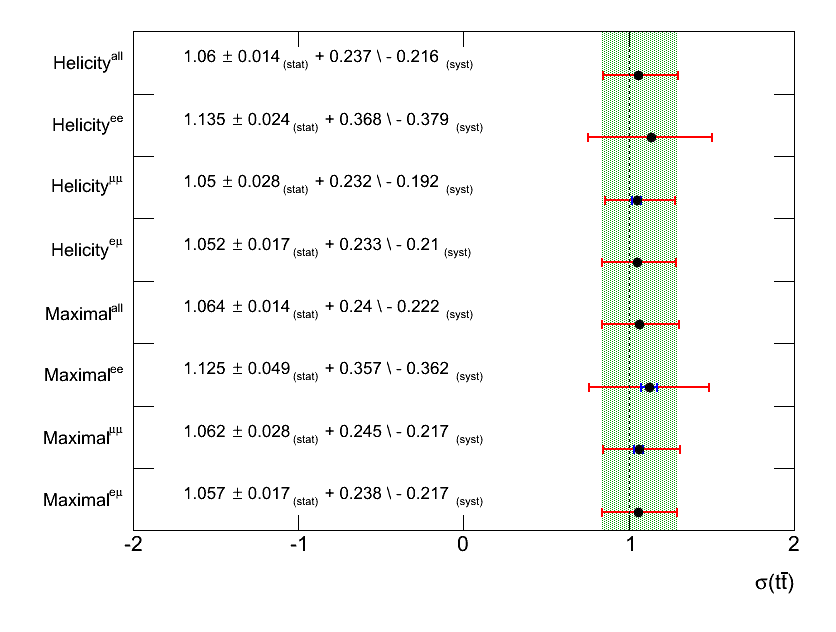 Helicity^all 1.06 ± 0.014 (stat) + 0.237 \ - 0.216 (syst)
Helicity^ee 1.135 ± 0.024 (stat) + 0.368 \ - 0.379 (syst)
Helicity^μμ 1.05 ± 0.028 (stat) + 0.232 \ - 0.192 (syst)
Helicity^eμ 1.052 ± 0.017 (stat) + 0.233 \ - 0.21 (syst)
Maximal^all 1.064 ± 0.014 (stat) + 0.24 \ - 0.222 (syst)
Maximal^ee 1.125 ± 0.049 (stat) + 0.357 \ - 0.362 (syst)
Maximal^μμ 1.062 ± 0.028 (stat) + 0.245 \ - 0.217 (syst)
Maximal^eμ 1.057 ± 0.017 (stat) + 0.238 \ - 0.217 (syst)
-2 -1 0 1 2
σ(tt̄)